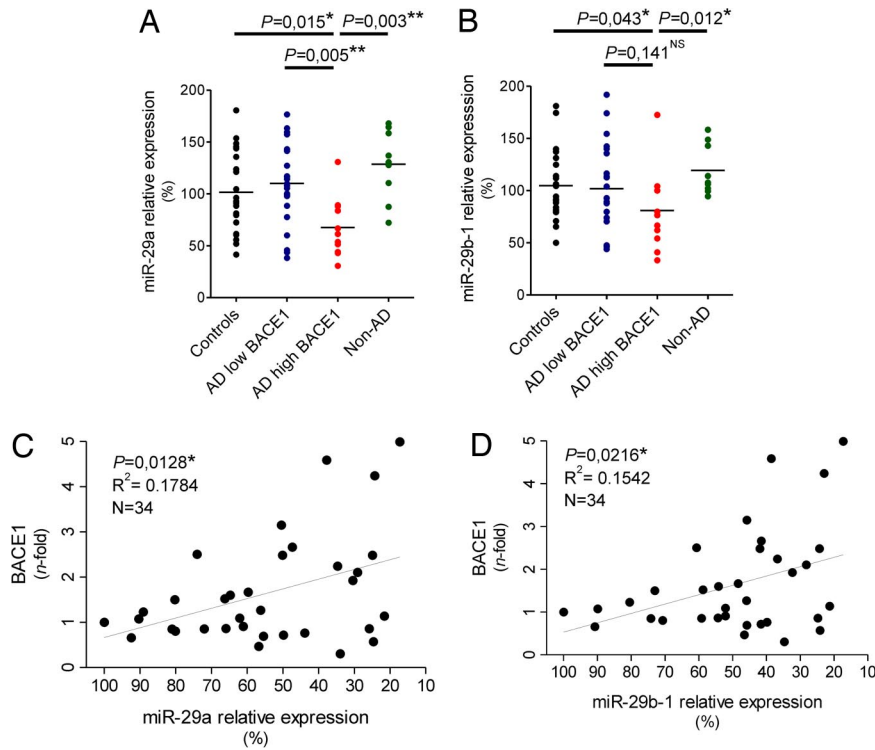 A
P=0,015* P=0,003**
P=0,005**
miR-29a relative expression
(%)
200
150
100
50
0
Controls
AD low BACE1
AD high BACE1
Non-AD
B
P=0,043* P=0,012*
P=0,141NS
miR-29b-1 relative expresssion
(%)
200
150
100
50
0
Controls
AD low BACE1
AD high BACE1
Non-AD
C
P=0,0128*
R2= 0.1784
N=34
BACE1
(n-fold)
5
4
3
2
1
0
100 90 80 70 60 50 40 30 20 10
miR-29a relative expression
(%)
D
P=0,0216*
R2= 0.1542
N=34
BACE1
(n-fold)
5
4
3
2
1
0
100 90 80 70 60 50 40 30 20 10
miR-29b-1 relative expression
(%)